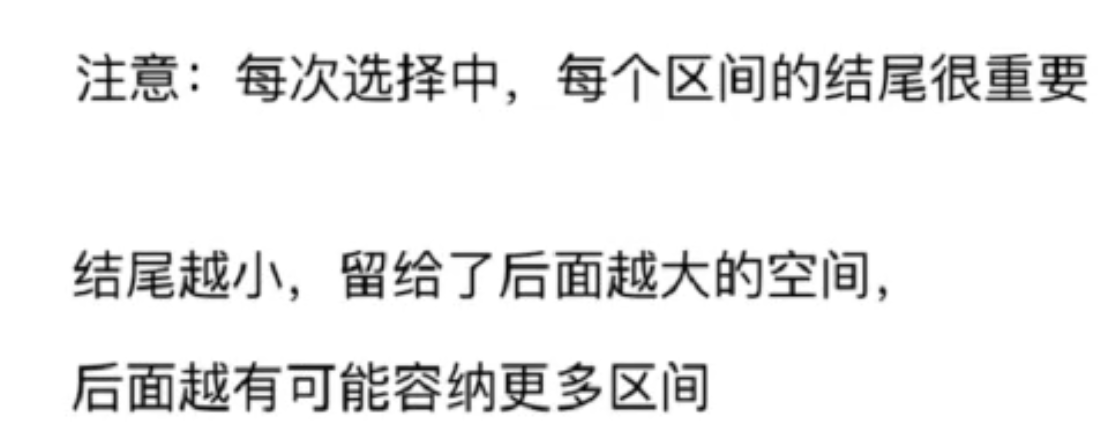 注意：每次选择中，每个区间的结尾很重要
结尾越小，留给了后面越大的空间，
后面越有可能容纳更多区间